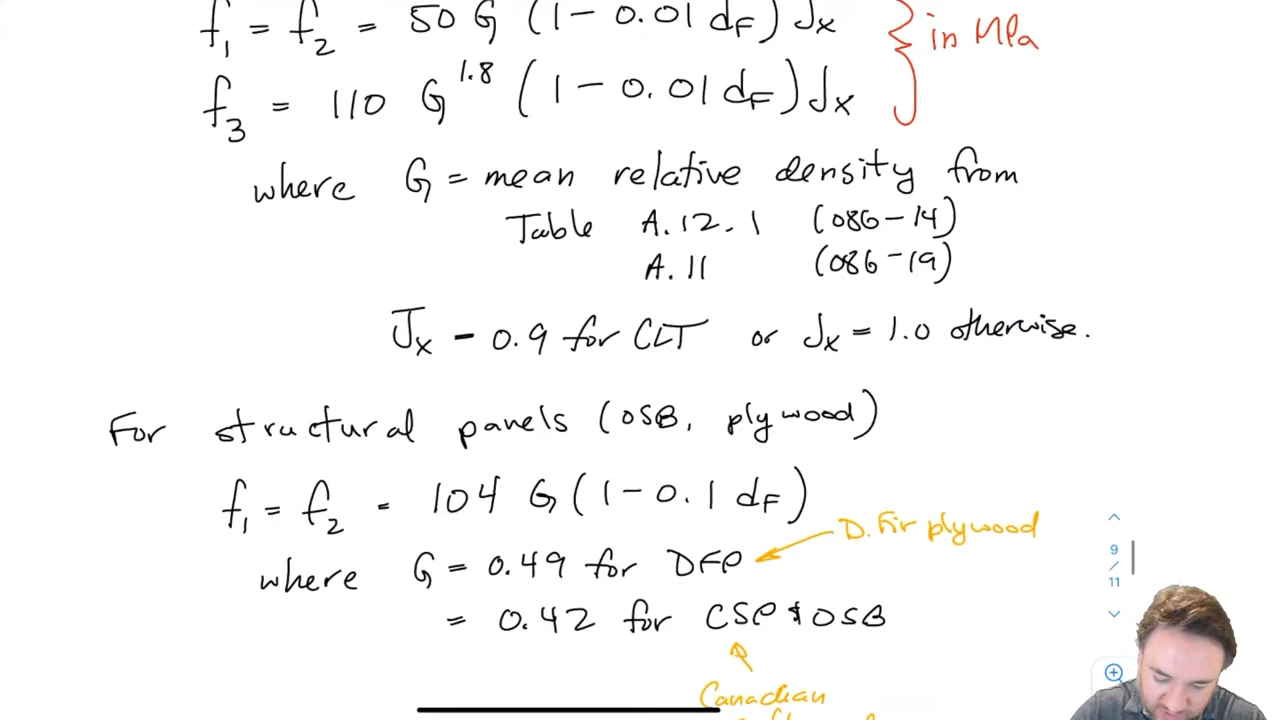 f₁ = f₂ = 50 G (1 - 0.01 dF) Jx
in MPa
f₃ = 110 G^1.8 (1 - 0.01 dF) Jx
where G = mean relative density from
Table A.12.1 (086-14)
A.11 (086-19)
Jx - 0.9 for CLT or Jx = 1.0 otherwise.
For structural panels (OSB, plywood)
f₁ = f₂ = 104 G (1 - 0.1 dF)
D. Fir plywood
where G = 0.49 for DFP
= 0.42 for CSP & OSB
Canadian
9
/
11